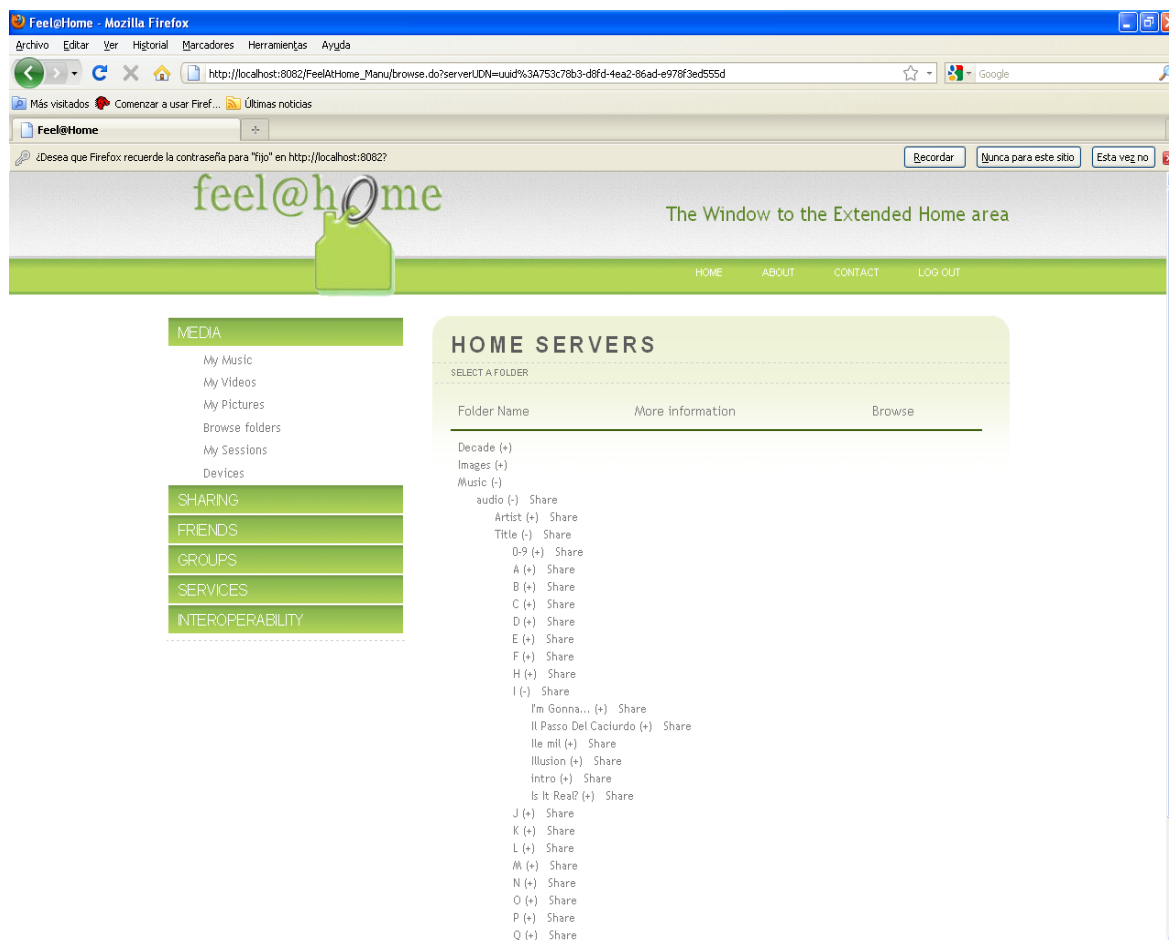 Feel@Home - Mozilla Firefox
Archivo Editar Ver Historial Marcadores Herramientas Ayuda
http://localhost:8082/FeelAtHome_Manu/browse.do?serverUDN=uuid%3A753c78b3-d8fd-4ea2-86ad-e978f3ed555d Google
Más visitados Comenzar a usar Firef... Últimas noticias
Feel@Home
¿Desea que Firefox recuerde la contraseña para "fijo" en http://localhost:8082? Recordar Nunca para este sitio Esta vez no
feel@home
The Window to the Extended Home area
HOME ABOUT CONTACT LOG OUT
MEDIA
My Music
My Videos
My Pictures
Browse folders
My Sessions
Devices
SHARING
FRIENDS
GROUPS
SERVICES
INTEROPERABILITY
HOME SERVERS
SELECT A FOLDER
Folder Name More information Browse
Decade (+)
Images (+)
Music (-)
audio (-) Share
Artist (+) Share
Title (-) Share
0-9 (+) Share
A (+) Share
B (+) Share
C (+) Share
D (+) Share
E (+) Share
F (+) Share
H (+) Share
I (-) Share
I'm Gonna... (+) Share
Il Passo Del Caciurdo (+) Share
Ile mil (+) Share
Illusion (+) Share
intro (+) Share
Is It Real? (+) Share
J (+) Share
K (+) Share
L (+) Share
M (+) Share
N (+) Share
O (+) Share
P (+) Share
Q (+) Share